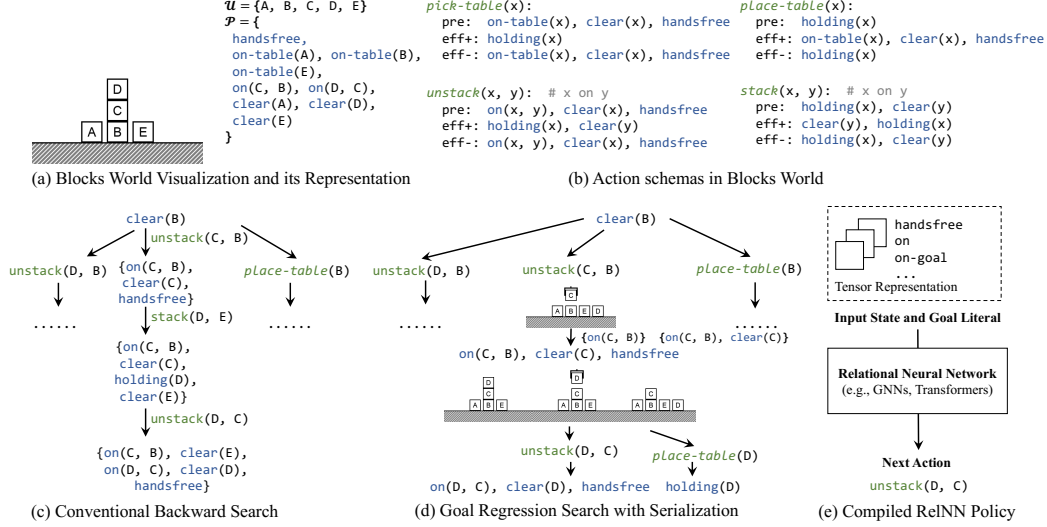 𝒰 = {A, B, C, D, E}
𝒫 = {
handsfree,
on-table(A), on-table(B),
on-table(E),
on(C, B), on(D, C),
clear(A), clear(D),
clear(E)
}
D
C
A B E
(a) Blocks World Visualization and its Representation
pick-table(x):
pre: on-table(x), clear(x), handsfree
eff+: holding(x)
eff-: on-table(x), clear(x), handsfree
place-table(x):
pre: holding(x)
eff+: on-table(x), clear(x), handsfree
eff-: holding(x)
unstack(x, y): # x on y
pre: on(x, y), clear(x), handsfree
eff+: holding(x), clear(y)
eff-: on(x, y), clear(x), handsfree
stack(x, y): # x on y
pre: holding(x), clear(y)
eff+: clear(y), holding(x)
eff-: holding(x), clear(y)
(b) Action schemas in Blocks World
clear(B)
unstack(C, B)
unstack(D, B)
{on(C, B),
clear(C),
handsfree}
place-table(B)
......
......
stack(D, E)
{on(C, B),
clear(C),
holding(D),
clear(E)}
unstack(D, C)
{on(C, B), clear(E),
on(D, C), clear(D),
handsfree}
(c) Conventional Backward Search
clear(B)
unstack(D, B)
unstack(C, B)
place-table(B)
C
A B E D
......
......
{on(C, B)} {on(C, B), clear(C)}
on(C, B), clear(C), handsfree
D
C
A B E
D
C
A B E
C
A B E D
unstack(D, C)
place-table(D)
on(D, C), clear(D), handsfree
holding(D)
(d) Goal Regression Search with Serialization
handsfree
on
on-goal
...
Tensor Representation
Input State and Goal Literal
Relational Neural Network
(e.g., GNNs, Transformers)
Next Action
unstack(D, C)
(e) Compiled RelNN Policy